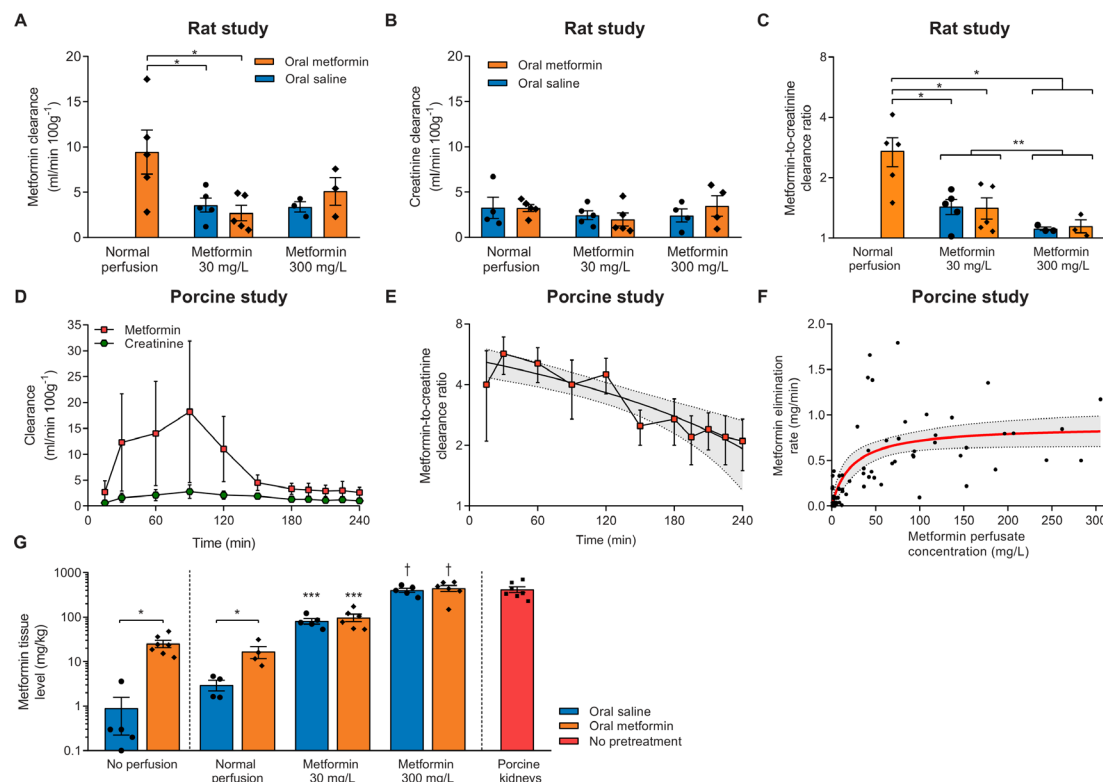 A
Rat study
Metformin clearance
(ml/min 100g-1)
20
15
10
5
0
Oral metformin
Oral saline
*
*
Normal
perfusion
Metformin
30 mg/L
Metformin
300 mg/L
B
Rat study
Creatinine clearance
(ml/min 100g-1)
20
15
10
5
0
Oral metformin
Oral saline
Normal
perfusion
Metformin
30 mg/L
Metformin
300 mg/L
C
Rat study
Metformin-to-creatinine
clearance ratio
8
4
2
1
*
*
*
**
Normal
perfusion
Metformin
30 mg/L
Metformin
300 mg/L
D
Porcine study
Clearance
(ml/min 100g-1)
35
30
25
20
15
10
5
0
Metformin
Creatinine
0 60 120 180 240
Time (min)
E
Porcine study
Metformin-to-creatinine
clearance ratio
8
4
2
1
0 60 120 180 240
Time (min)
F
Porcine study
Metformin elimination
rate (mg/min)
2.0
1.5
1.0
0.5
0.0
0 50 100 150 200 250 300
Metformin perfusate
concentration (mg/L)
G
Metformin tissue
level (mg/kg)
1000
100
10
1
0.1
*
*
*** ***
† †
No perfusion
Normal
perfusion
Metformin
30 mg/L
Metformin
300 mg/L
Porcine
kidneys
Oral saline
Oral metformin
No pretreatment